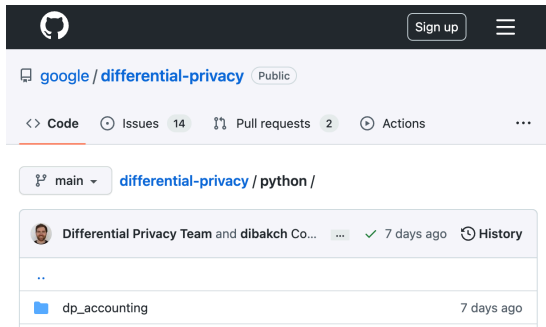 Sign up
google / differential-privacy Public
<> Code Issues 14 Pull requests 2 Actions ...
main differential-privacy / python /
Differential Privacy Team and dibakch Co... ... 7 days ago History
..
dp_accounting 7 days ago